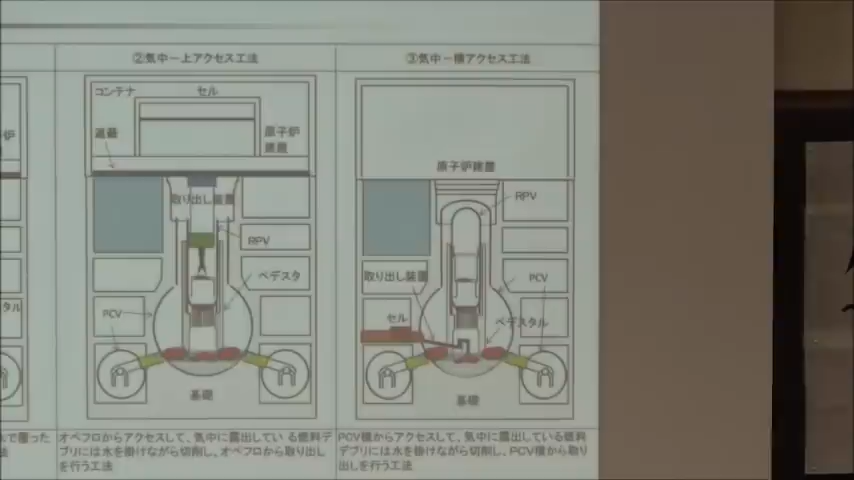 ②気中ー上アクセス工法
③気中ー横アクセス工法
コンテナ
セル
遮蔽
原子炉
建屋
取り出し装置
RPV
ペデスタ
PCV
基礎
原子炉建屋
RPV
取り出し装置
PCV
セル
ペデスタル
基礎
タル
で覆った
オペフロからアクセスして、気中に露出している燃料デ
ブリには水を掛けながら切削し、オペフロから取り出し
を行う工法
PCV横からアクセスし、気中に露出している燃料
デブリには水を掛けながら切削し、PCV横から取り
出しを行う工法